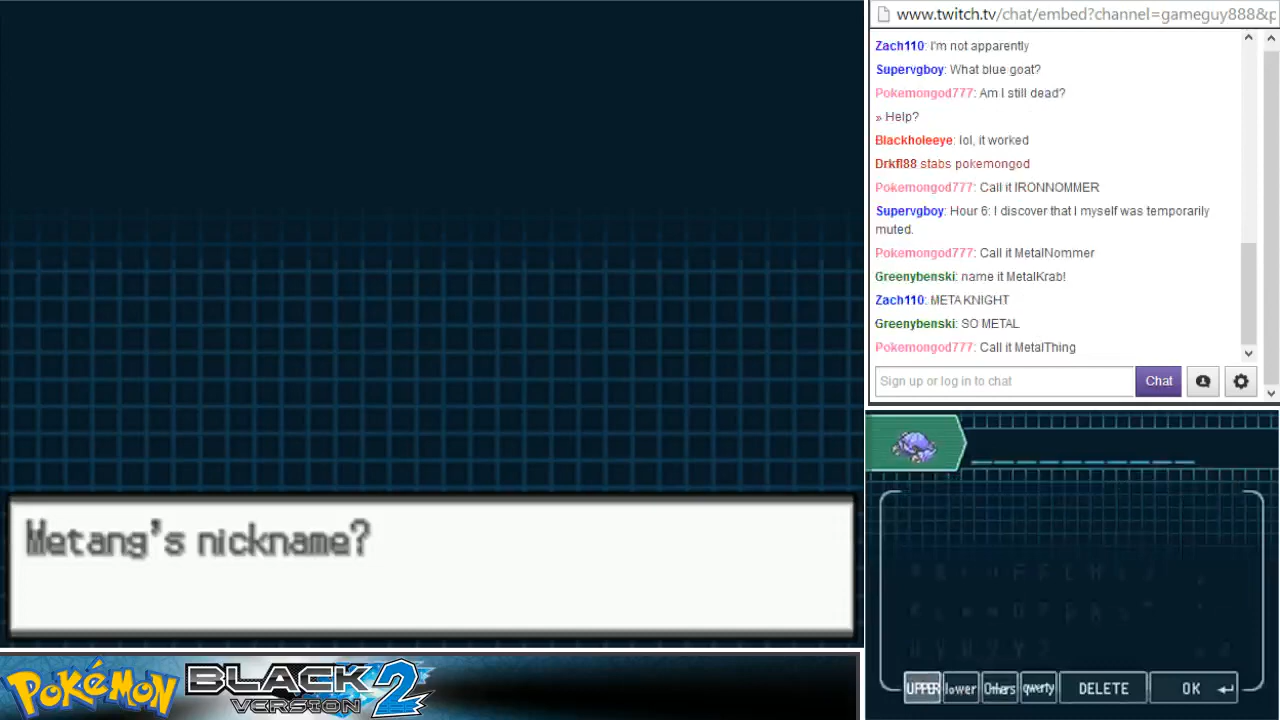 www.twitch.tv/chat/embed?channel=gameguy888&p
Zach110: I'm not apparently
Supervgboy: What blue goat?
Pokemongod777: Am I still dead?
» Help?
Blackholeeye: lol, it worked
Drkfl88 stabs pokemongod
Pokemongod777: Call it IRONNOMMER
Supervgboy: Hour 6: I discover that I myself was temporarily
muted.
Pokemongod777: Call it MetalNommer
Greenybenski: name it MetalKrab!
Zach110: META KNIGHT
Greenybenski: SO METAL
Pokemongod777: Call it MetalThing
Sign up or log in to chat
Chat
Metang's nickname?
UPPER lower Others qwerty DELETE OK
POKéMON
BLACK
VERSION 2